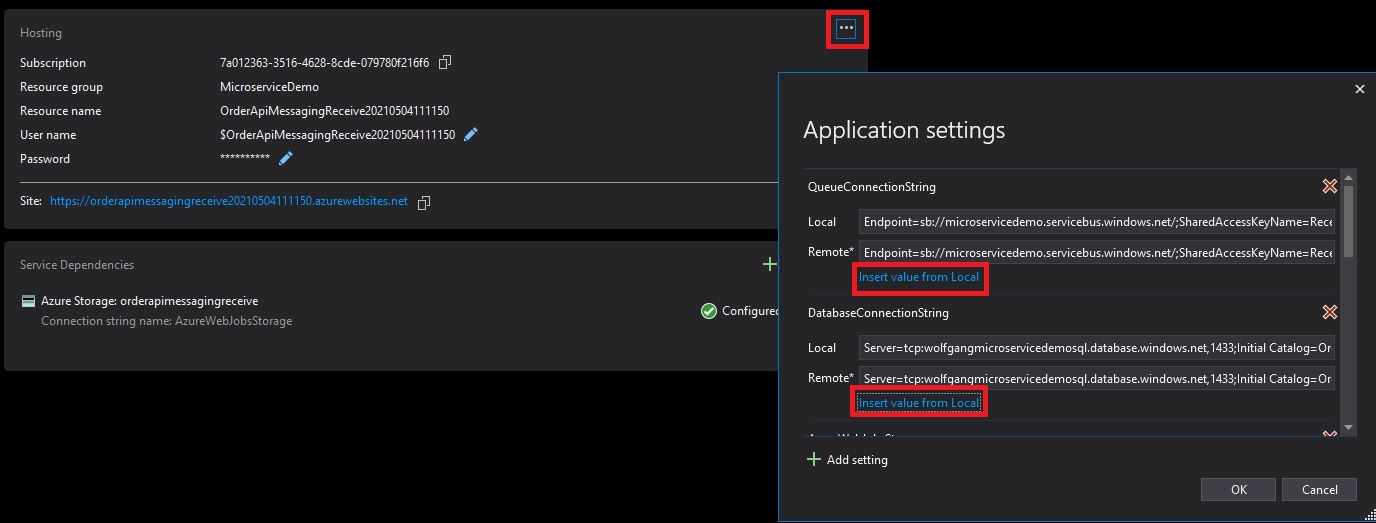 Hosting
...
Subscription 7a012363-3516-4628-8cde-079780f216f6
Resource group MicroserviceDemo
Resource name OrderApiMessagingReceive20210504111150
User name $OrderApiMessagingReceive20210504111150
Password **********
Site: https://orderapimessagingreceive20210504111150.azurewebsites.net
Service Dependencies
Azure Storage: orderapimessagingreceive
Connection string name: AzureWebJobsStorage
Configured
Application settings
QueueConnectionString
Local Endpoint=sb://microservicedemo.servicebus.windows.net/;SharedAccessKeyName=Rece
Remote* Endpoint=sb://microservicedemo.servicebus.windows.net/;SharedAccessKeyName=Rece
Insert value from Local
DatabaseConnectionString
Local Server=tcp:wolfgangmicroservicedemosql.database.windows.net,1433;Initial Catalog=Or
Remote* Server=tcp:wolfgangmicroservicedemosql.database.windows.net,1433;Initial Catalog=Or
Insert value from Local
Add setting
OK Cancel